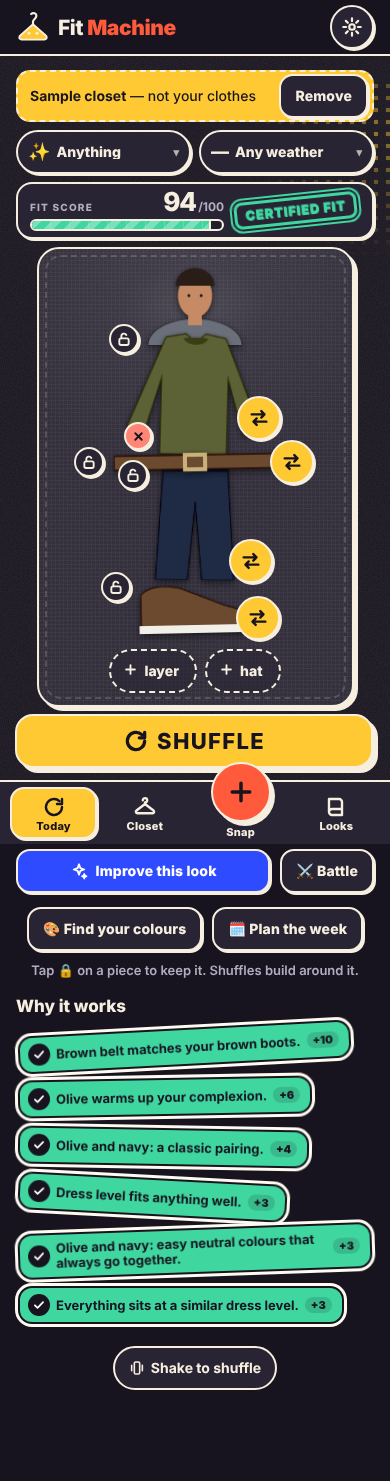 Fit Machine
Sample closet — not your clothes
Remove
✨ Anything
— Any weather
FIT SCORE
94/100
CERTIFIED FIT
+ layer
+ hat
SHUFFLE
Today
Closet
Snap
Looks
Improve this look
⚔️ Battle
🎨 Find your colours
🗓️ Plan the week
Tap 🔒 on a piece to keep it. Shuffles build around it.
Why it works
Brown belt matches your brown boots. +10
Olive warms up your complexion. +6
Olive and navy: a classic pairing. +4
Dress level fits anything well. +3
Olive and navy: easy neutral colours that +3
always go together.
Everything sits at a similar dress level. +3
Shake to shuffle